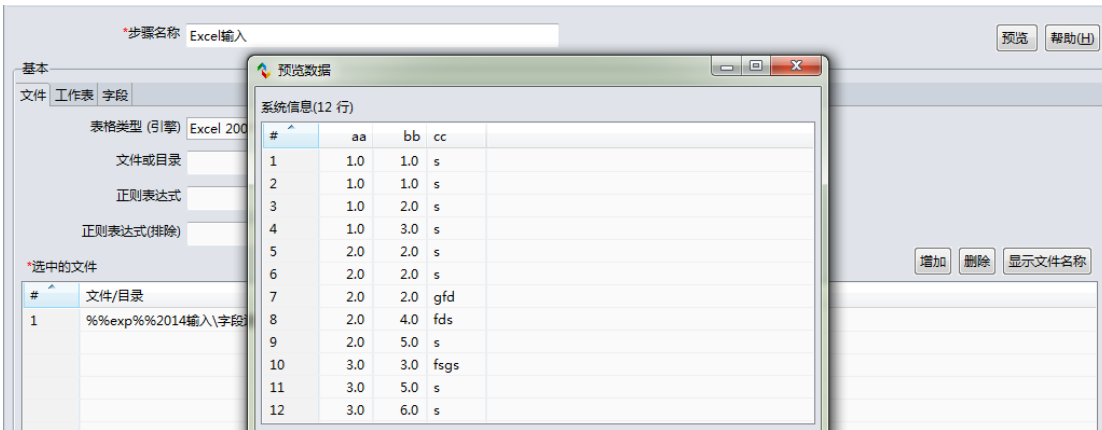 *步骤名称 Excel输入 预览 帮助(H)
基本
文件 工作表 字段
表格类型 (引擎) Excel 200
文件或目录
正则表达式
正则表达式(排除)
*选中的文件 增加 删除 显示文件名称
# 文件/目录
1 %%exp%%2014输入\字段
预览数据
系统信息(12 行)
# aa bb cc
1 1.0 1.0 s
2 1.0 1.0 s
3 1.0 2.0 s
4 1.0 3.0 s
5 2.0 2.0 s
6 2.0 2.0 s
7 2.0 2.0 gfd
8 2.0 4.0 fds
9 2.0 5.0 s
10 3.0 3.0 fsgs
11 3.0 5.0 s
12 3.0 6.0 s